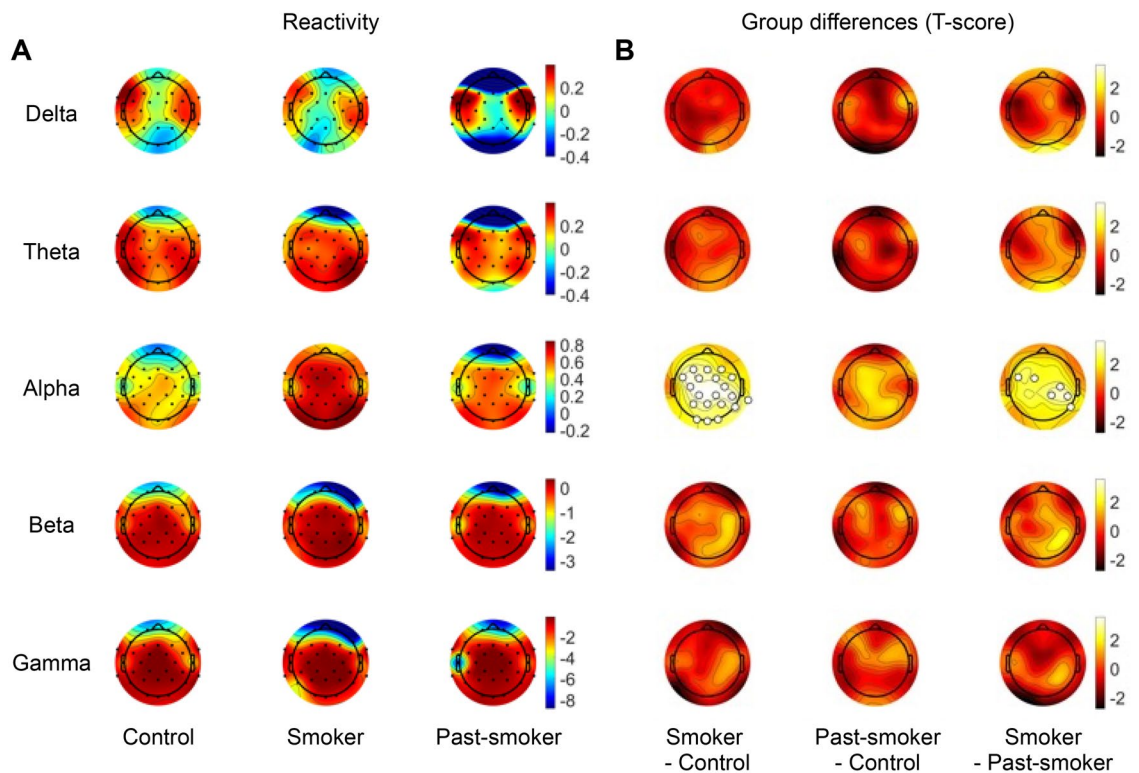 Reactivity
Group differences (T-score)
A
B
Delta
0.2
0
-0.2
-0.4
2
0
-2
Theta
0.2
0
-0.2
-0.4
2
0
-2
Alpha
0.8
0.6
0.4
0.2
0
-0.2
2
0
-2
Beta
0
-1
-2
-3
2
0
-2
Gamma
-2
-4
-6
-8
2
0
-2
Control
Smoker
Past-smoker
Smoker
- Control
Past-smoker
- Control
Smoker
- Past-smoker